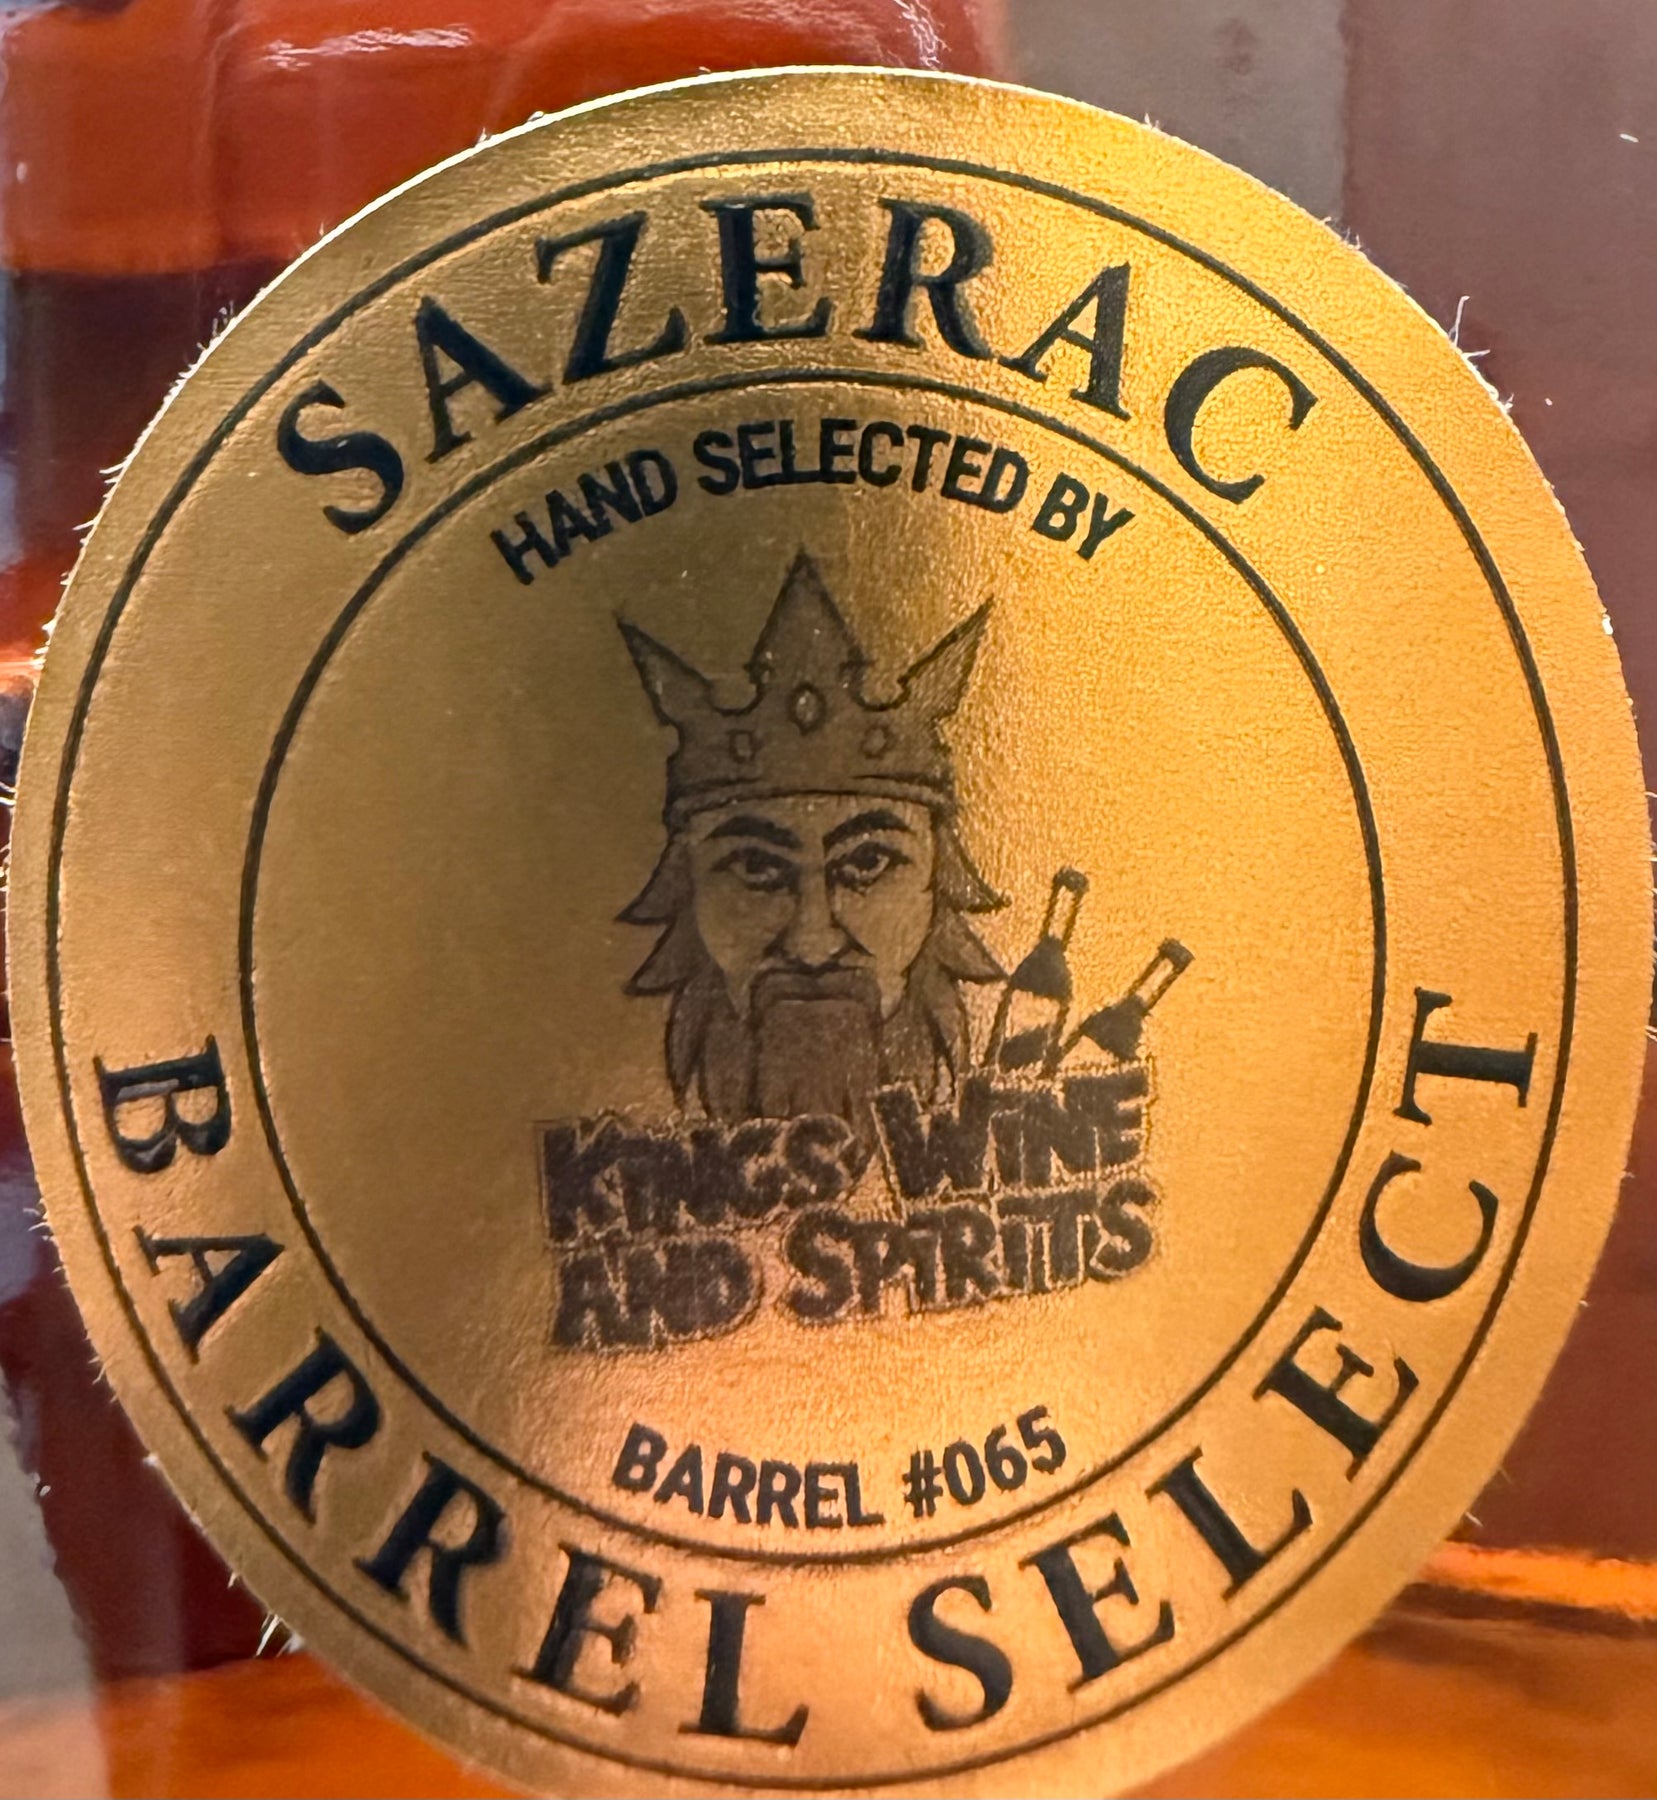 SAZERAC
HAND SELECTED BY
KINGS WINE
AND SPIRITS
BARREL #065
BARREL SELECT